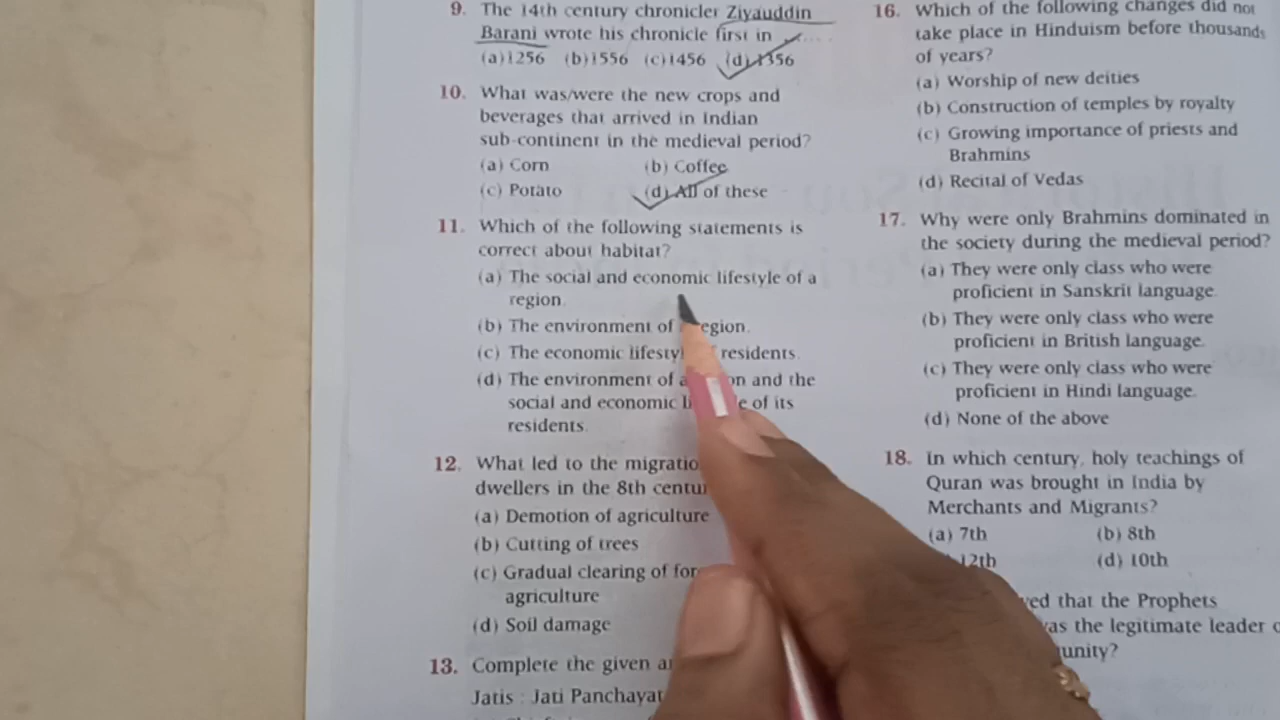 9. The 14th century chronicler Ziyauddin
Barani wrote his chronicle first in .....
(a) 1256 (b) 1556 (c) 1456 (d) 1356
10. What was/were the new crops and
beverages that arrived in Indian
sub-continent in the medieval period?
(a) Corn (b) Coffee
(c) Potato (d) All of these
11. Which of the following statements is
correct about habitat?
(a) The social and economic lifestyle of a
region.
(b) The environment of region.
(c) The economic residents.
(d) The environment of and the
social and economic of its
residents.
12. What led to the
dwellers in the 8th
(a) Demotion of agriculture
(b) Cutting of trees
(c) Gradual clearing of
agriculture
(d) Soil damage
13. Complete the given
Jatis : Jati Panchayat
16. Which of the following changes did not
take place in Hinduism before thousands
of years?
(a) Worship of new deities
(b) Construction of temples by royalty
(c) Growing importance of priests and
Brahmins
(d) Recital of Vedas
17. Why were only Brahmins dominated in
the society during the medieval period?
(a) They were only class who were
proficient in Sanskrit language.
(b) They were only class who were
proficient in British language.
(c) They were only class who were
proficient in Hindi language.
(d) None of the above
18. In which century, holy teachings of
Quran was brought in India by
Merchants and Migrants?
(a) 7th (b) 8th
12th (d) 10th
that the Prophets
the legitimate leader